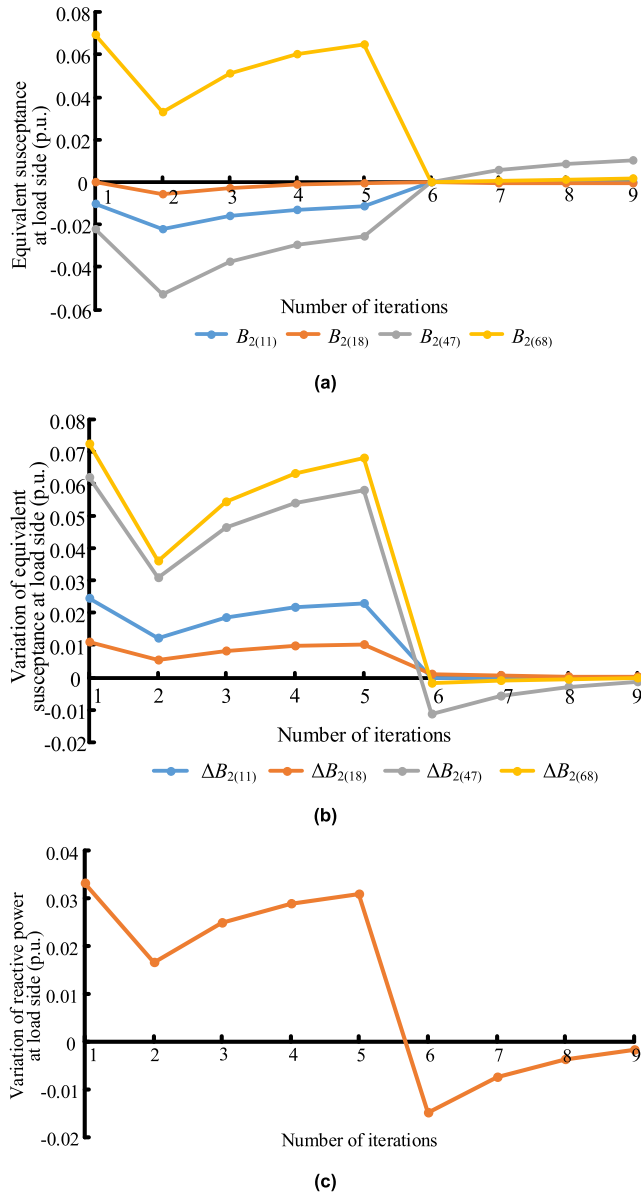 Equivalent susceptance
at load side (p.u.)
0.08
0.06
0.04
0.02
0
-0.02
-0.04
-0.06
1 2 3 4 5 6 7 8 9
Number of iterations
B2(11) B2(18) B2(47) B2(68)
(a)
Variation of equivalent
susceptance at load side (p.u.)
0.08
0.07
0.06
0.05
0.04
0.03
0.02
0.01
0
-0.01
-0.02
1 2 3 4 5 6 7 8 9
Number of iterations
ΔB2(11) ΔB2(18) ΔB2(47) ΔB2(68)
(b)
Variation of reactive power
at load side (p.u.)
0.04
0.03
0.02
0.01
0
-0.01
-0.02
1 2 3 4 5 6 7 8 9
Number of iterations
(c)